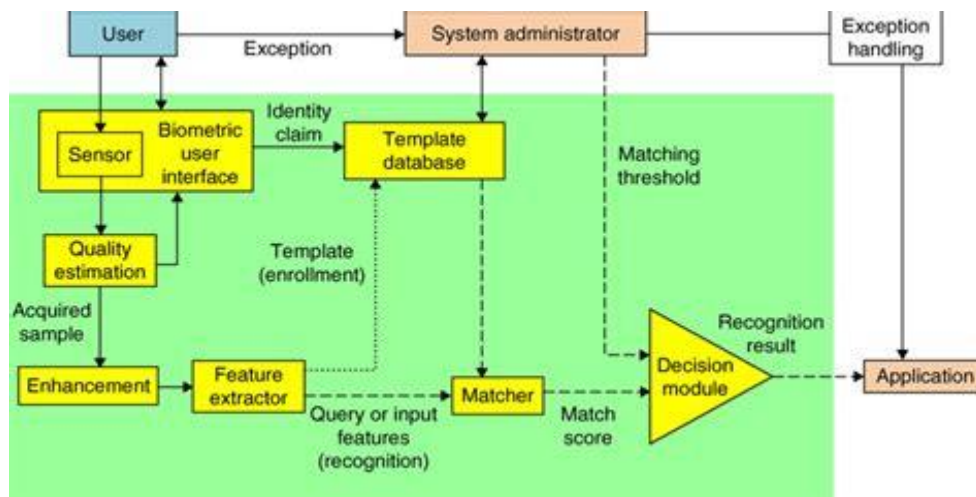 User
Exception
System administrator
Exception
handling
Sensor
Biometric
user
interface
Identity
claim
Template
database
Matching
threshold
Quality
estimation
Template
(enrollment)
Acquired
sample
Enhancement
Feature
extractor
Query or input
features
(recognition)
Matcher
Match
score
Decision
module
Recognition
result
Application